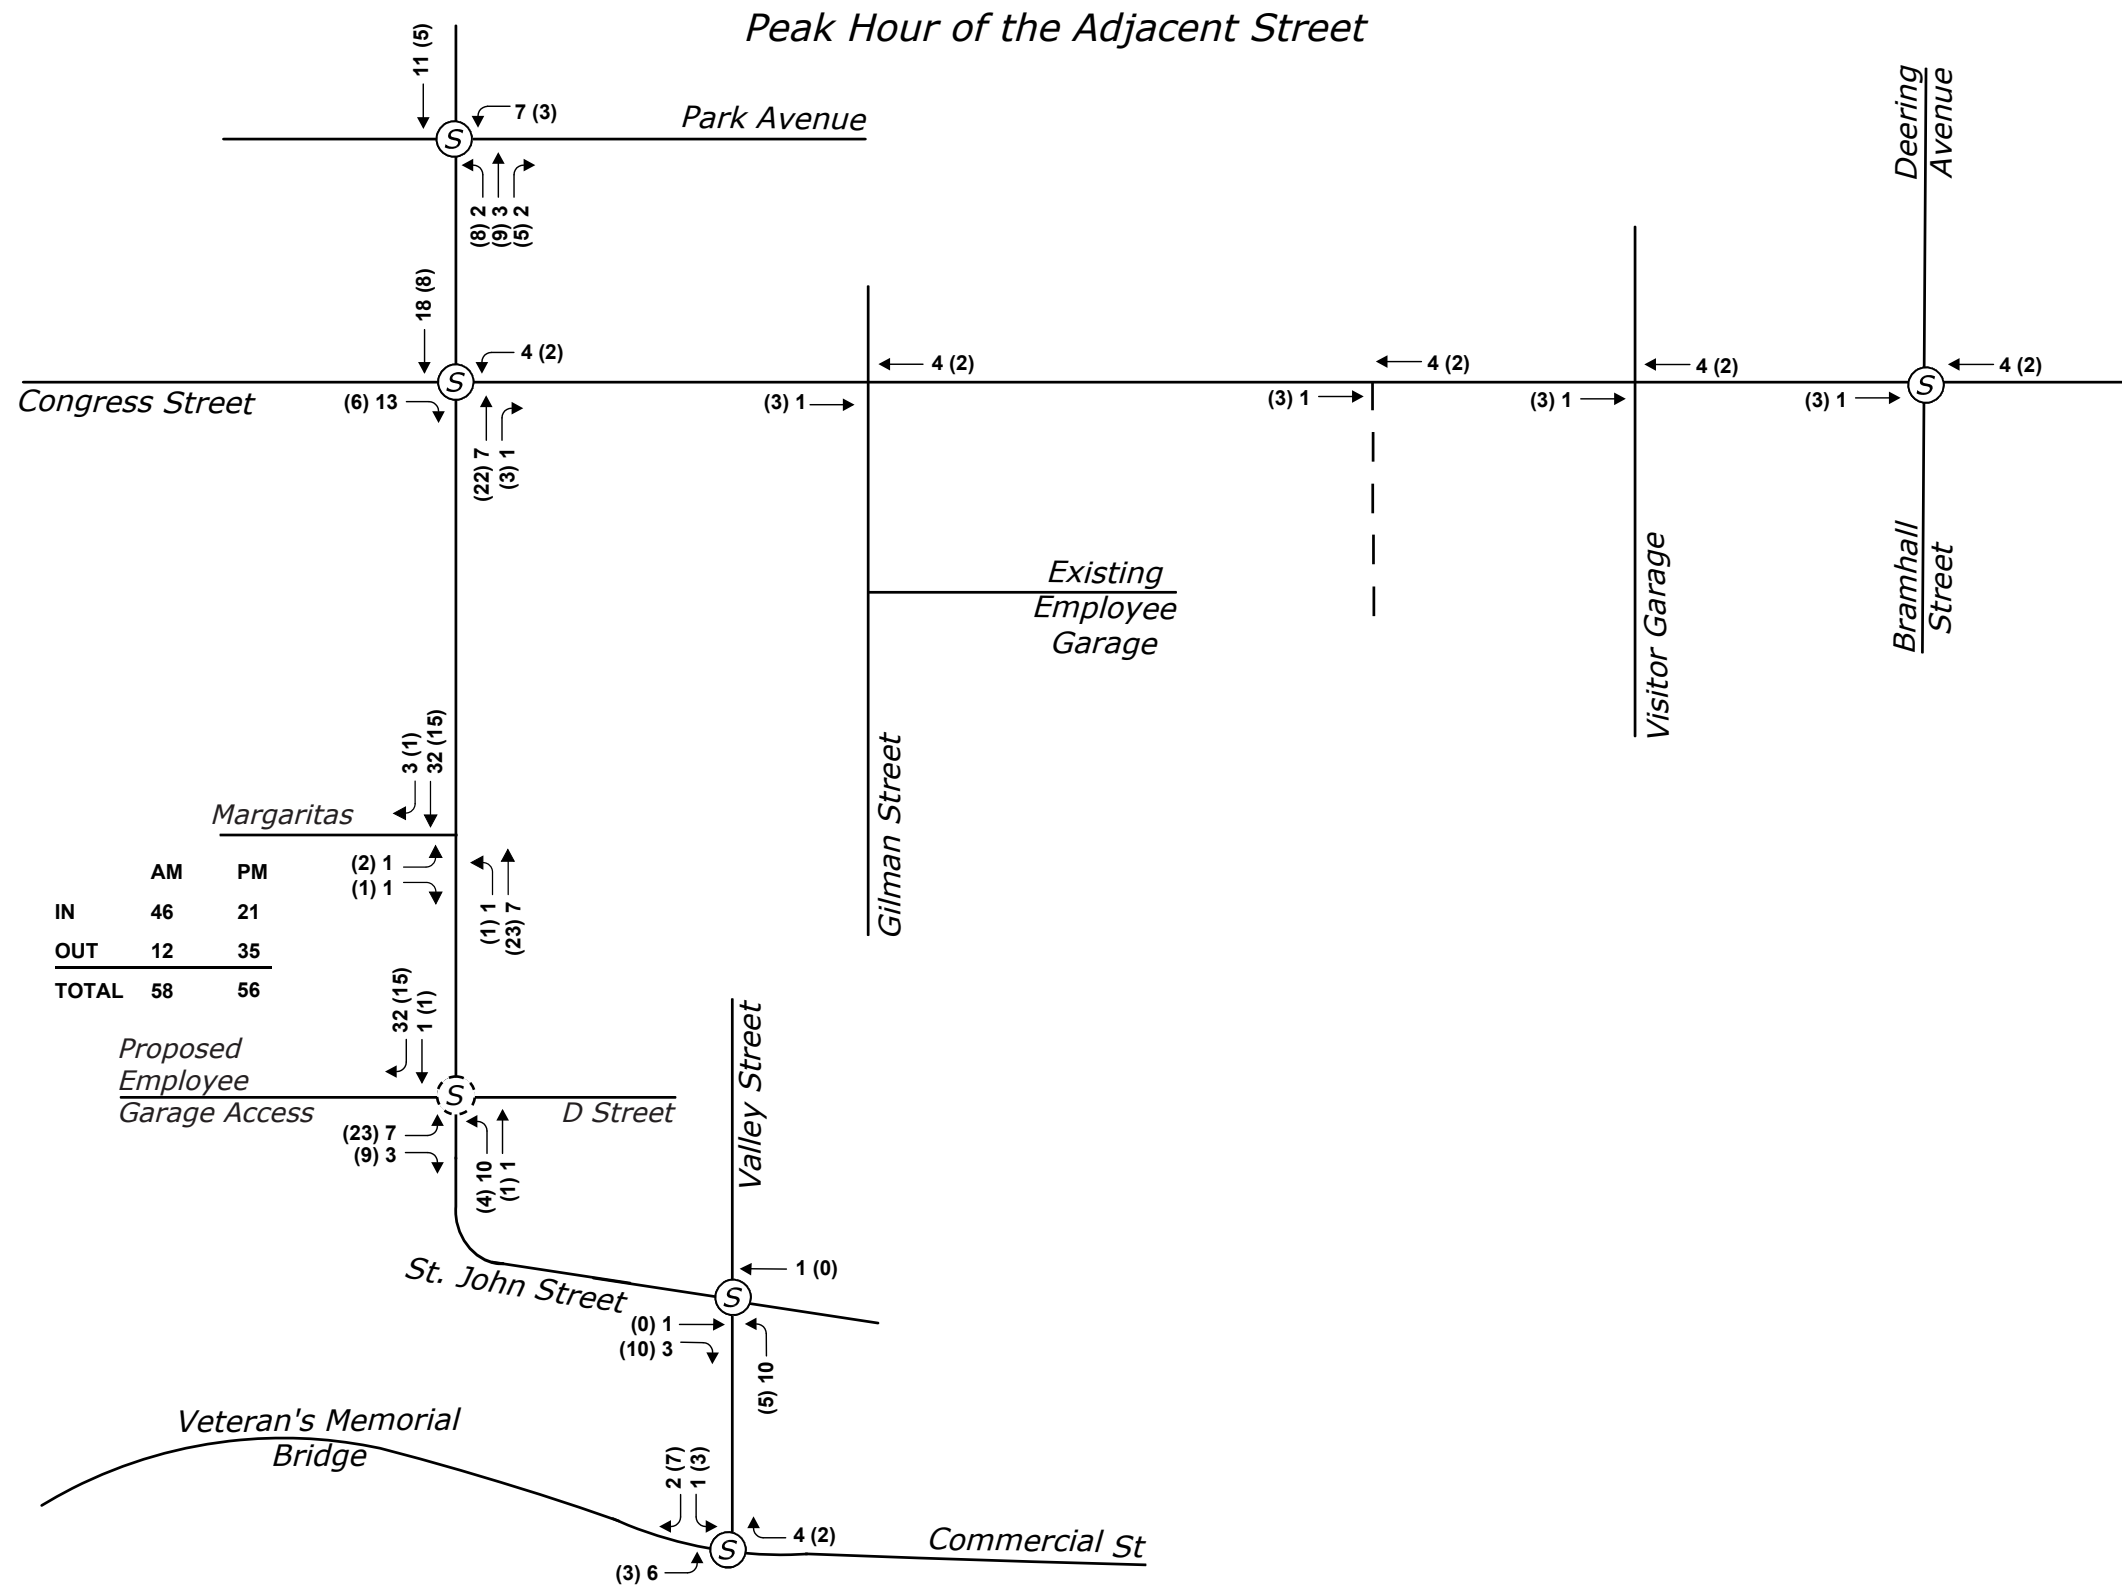 Peak Hour of the Adjacent Street
11 (5)
7 (3)
Park Avenue
S
(8) 2
(9) 3
(5) 2
Deering
Avenue
18 (8)
4 (2)
S
Congress Street
(6) 13
(22) 7
(3) 1
4 (2)
(3) 1
4 (2)
(3) 1
4 (2)
(3) 1
4 (2)
(3) 1
S
Existing
Employee
Garage
Gilman Street
Visitor Garage
Bramhall
Street
3 (1)
32 (15)
Margaritas
(2) 1
(1) 1
(1) 1
(23) 7
AM PM
IN 46 21
OUT 12 35
TOTAL 58 56
32 (15)
1 (1)
Proposed
Employee
Garage Access
S
D Street
(23) 7
(9) 3
(4) 10
(1) 1
Valley Street
St. John Street
1 (0)
S
(0) 1
(10) 3
(5) 10
Veteran's Memorial
Bridge
2 (7)
1 (3)
4 (2)
S
(3) 6
Commercial St